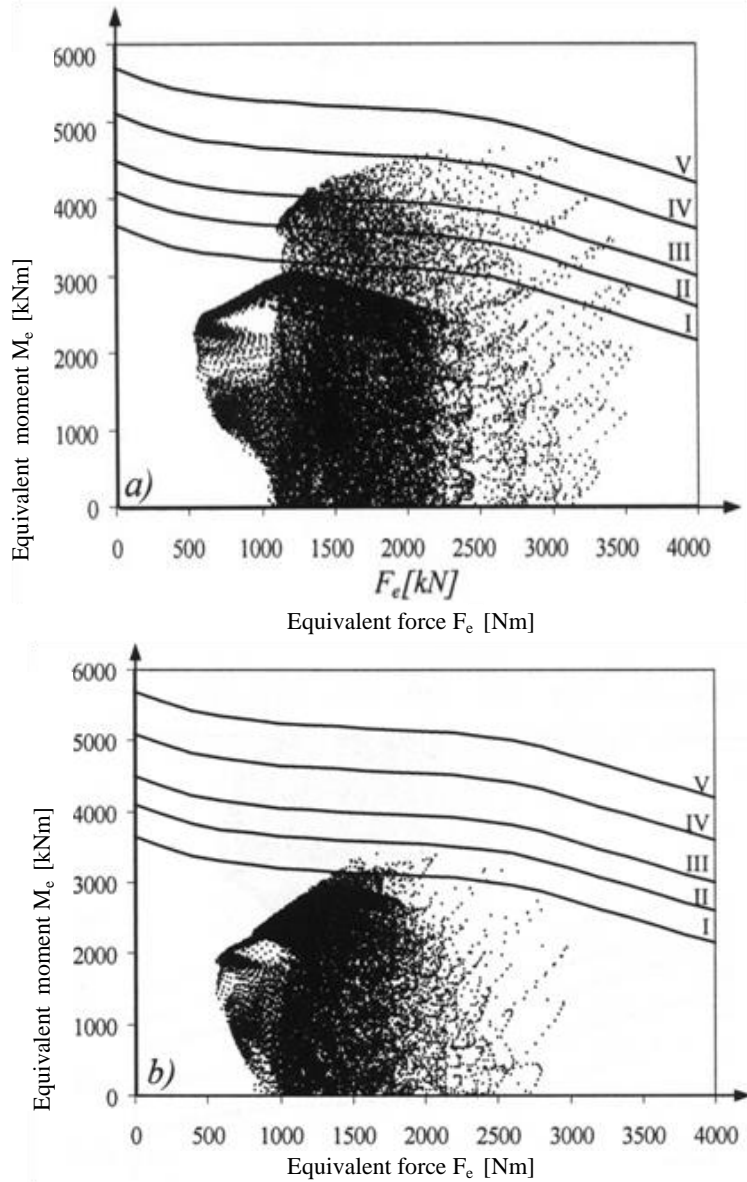 Equivalent moment Me [kNm]
6000
5000
4000
3000
2000
1000
0
V
IV
III
II
I
a)
0 500 1000 1500 2000 2500 3000 3500 4000
Fe[kN]
Equivalent force Fe [Nm]
Equivalent moment Me [kNm]
6000
5000
4000
3000
2000
1000
0
V
IV
III
II
I
b)
0 500 1000 1500 2000 2500 3000 3500 4000
Equivalent force Fe [Nm]